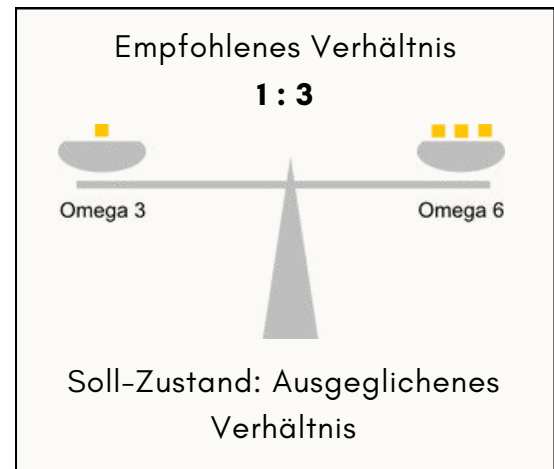 Empfohlenes Verhältnis
1 : 3
Omega 3
Omega 6
Soll-Zustand: Ausgeglichenes
Verhältnis